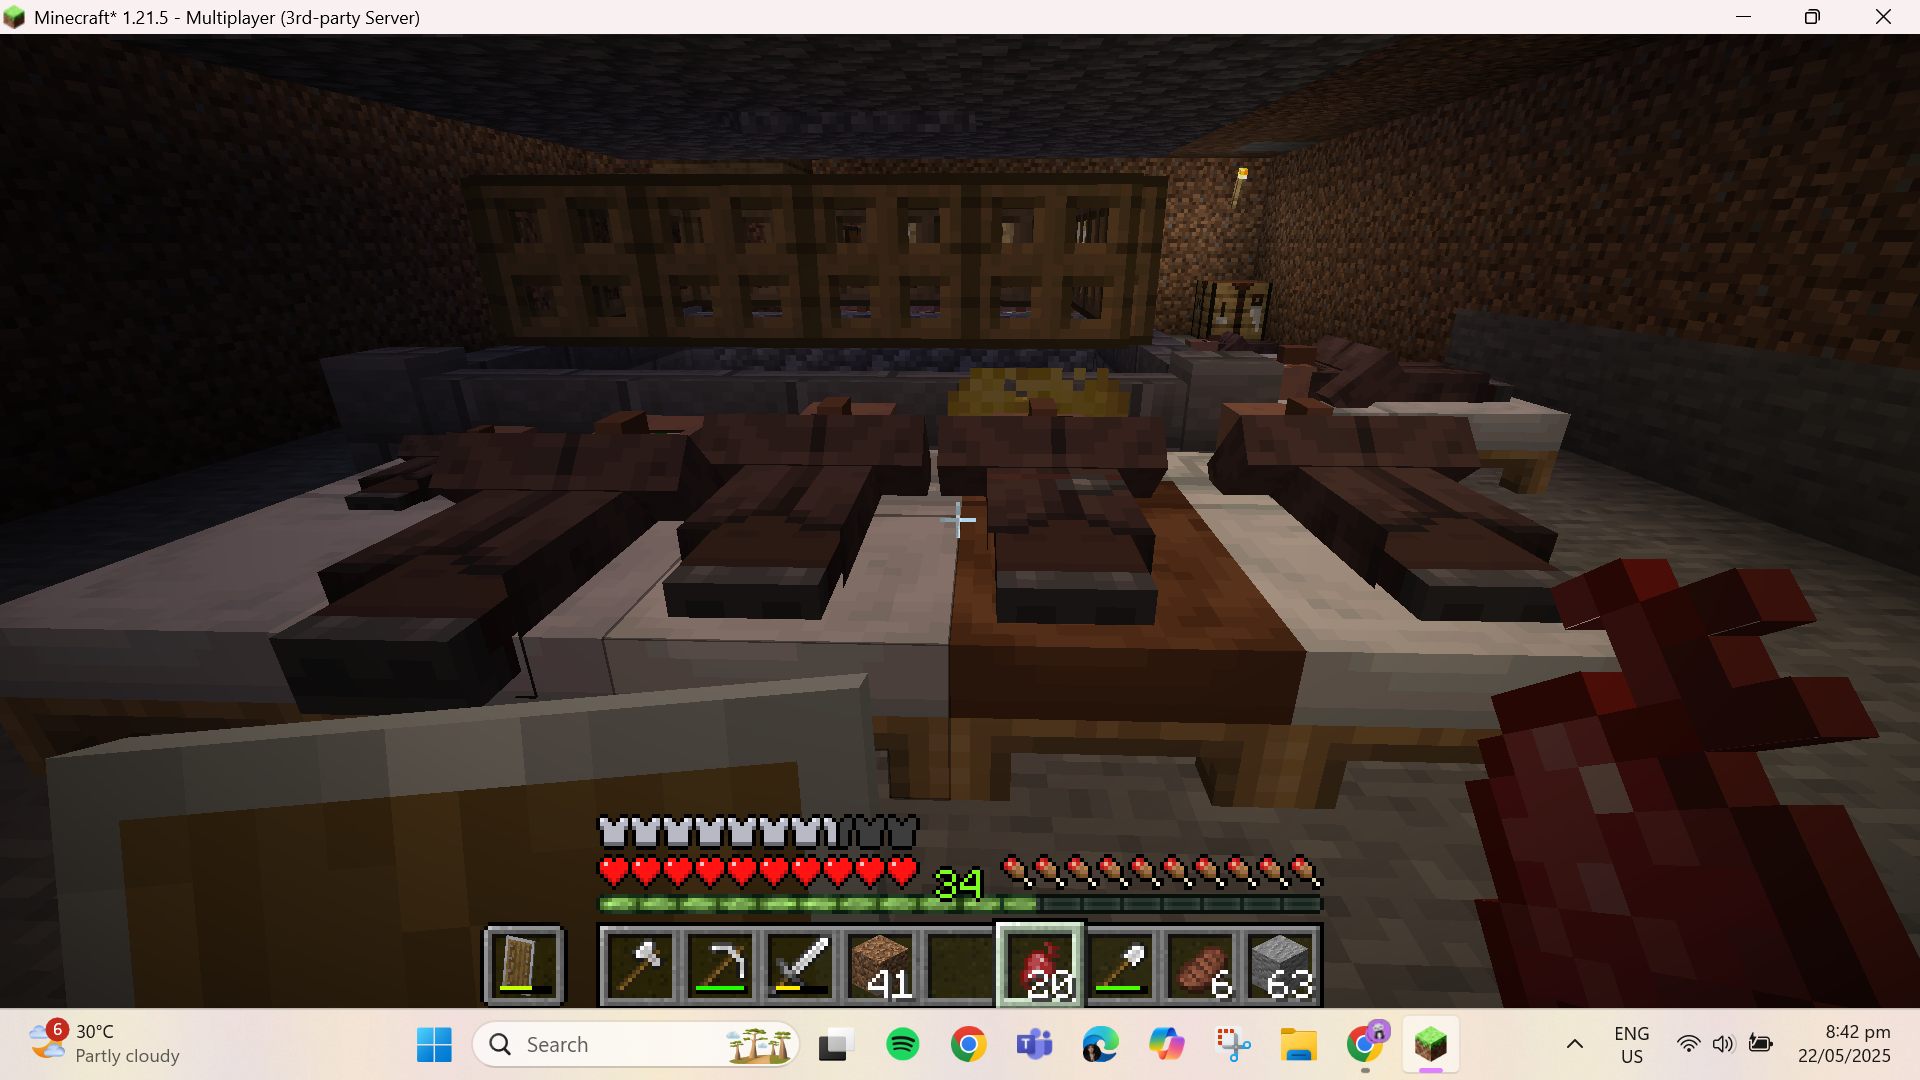 Minecraft* 1.21.5 - Multiplayer (3rd-party Server)
34
41
20
6
63
6
30°C
Partly cloudy
Search
ENG
US
8:42 pm
22/05/2025